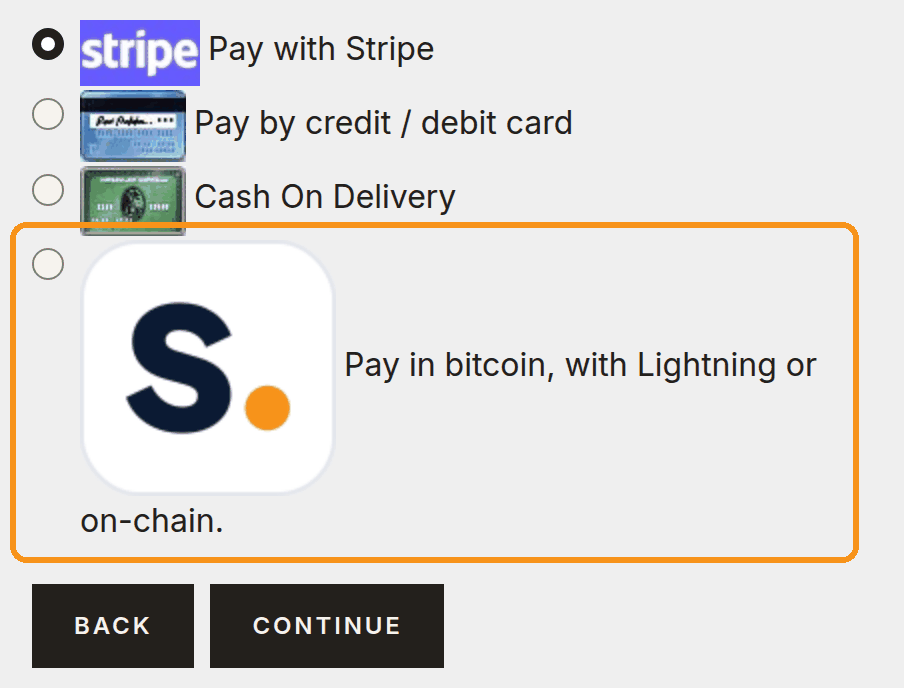 stripe Pay with Stripe
Pay by credit / debit card
Cash On Delivery
S.
Pay in bitcoin, with Lightning or
on-chain.
BACK CONTINUE